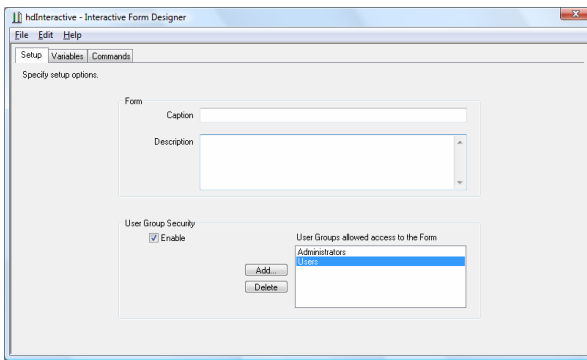 hdInteractive - Interactive Form Designer
File Edit Help
Setup Variables Commands
Specify setup options.
Form
Caption
Description
User Group Security
Enable
User Groups allowed access to the Form
Administrators
Users
Add...
Delete